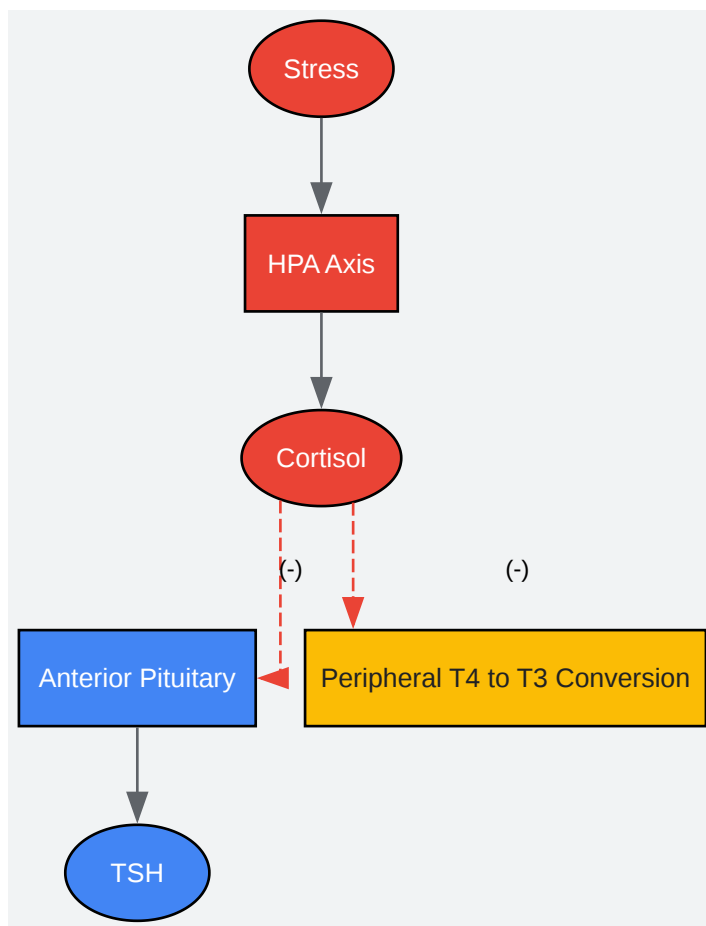 Stress
HPA Axis
Cortisol
(-)
(-)
Anterior Pituitary
Peripheral T4 to T3 Conversion
TSH